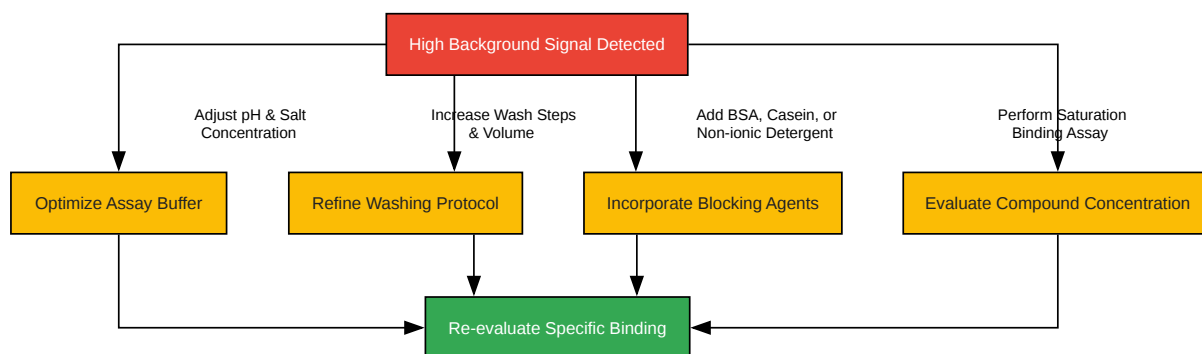 High Background Signal Detected
Adjust pH & Salt
Concentration
Increase Wash Steps
& Volume
Add BSA, Casein, or
Non-ionic Detergent
Perform Saturation
Binding Assay
Optimize Assay Buffer
Refine Washing Protocol
Incorporate Blocking Agents
Evaluate Compound Concentration
Re-evaluate Specific Binding